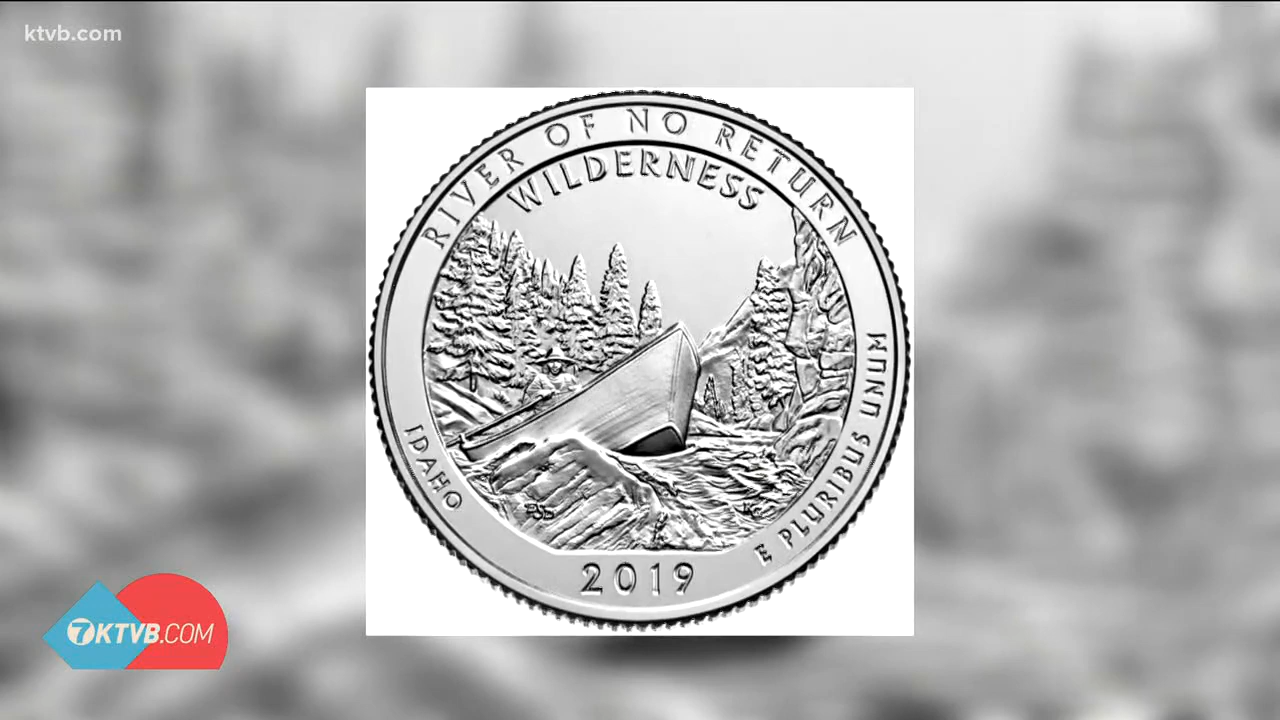 ktvb.com
RIVER OF NO RETURN
WILDERNESS
IDAHO
E PLURIBUS UNUM
2019
7KTVB.COM